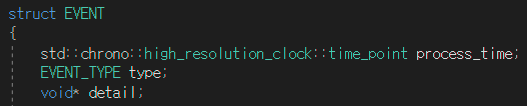 struct EVENT
{
std::chrono::high_resolution_clock::time_point process_time;
EVENT_TYPE type;
void* detail;